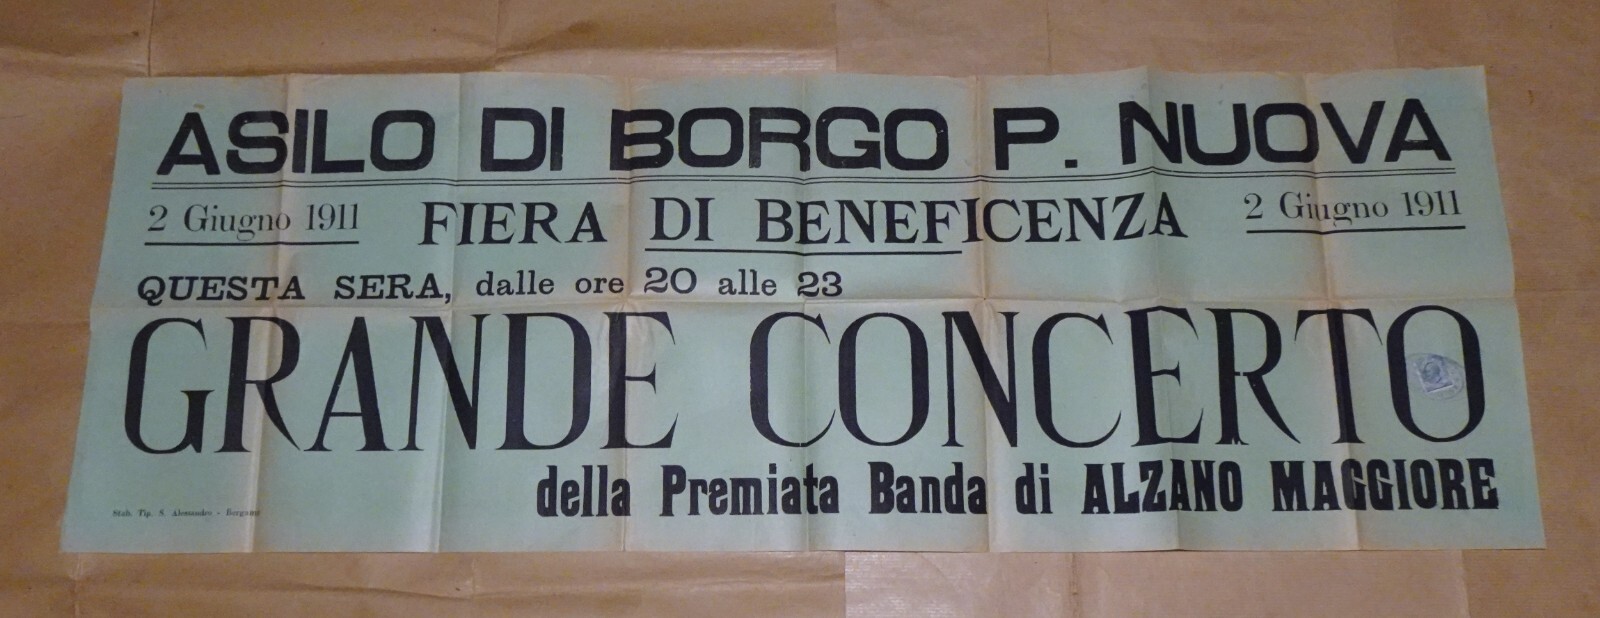 ASILO DI BORGO P. NUOVA
2 Giugno 1911 FIERA DI BENEFICENZA 2 Giugno 1911
QUESTA SERA, dalle ore 20 alle 23
GRANDE CONCERTO
della Premiata Banda di ALZANO MAGGIORE
Stab. Tip. S. Alessandro - Bergamo